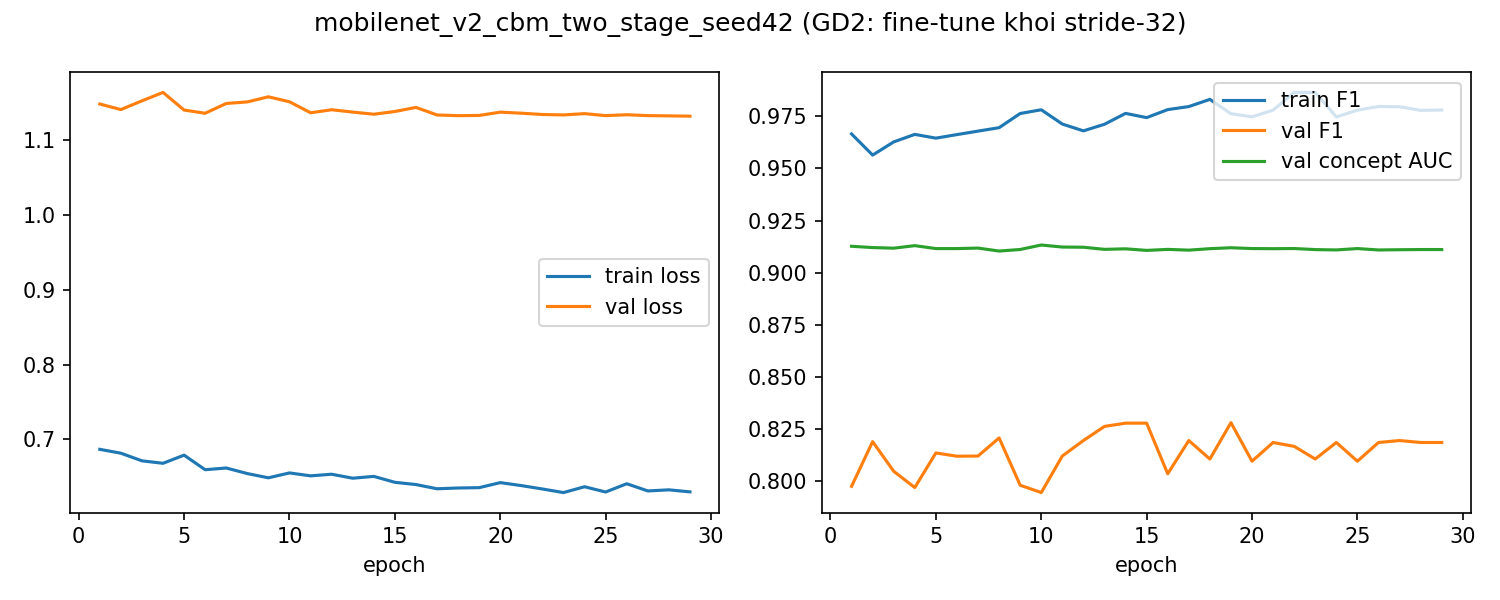 mobilenet_v2_cbm_two_stage_seed42 (GD2: fine-tune khoi stride-32)
1.1
1.0
0.9
0.8
0.7
train loss
val loss
0 5 10 15 20 25 30
epoch
0.975
0.950
0.925
0.900
0.875
0.850
0.825
0.800
train F1
val F1
val concept AUC
0 5 10 15 20 25 30
epoch